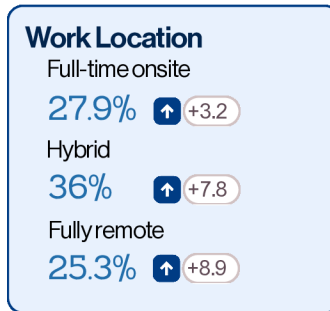 Work Location
Full-time onsite
27.9% +3.2
Hybrid
36% +7.8
Fully remote
25.3% +8.9